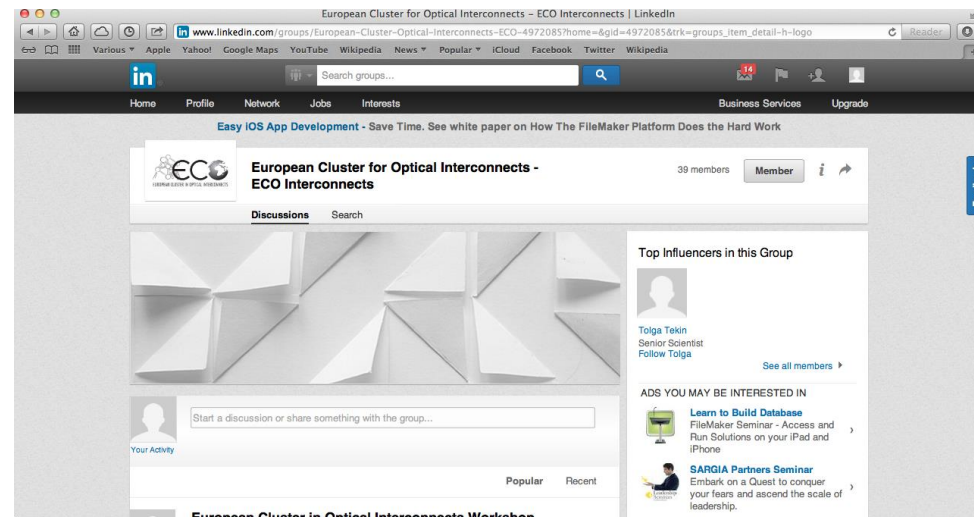 European Cluster for Optical Interconnects – ECO Interconnects | LinkedIn
www.linkedin.com/groups/European-Cluster-Optical-Interconnects-ECO-4972085?home=&gid=4972085&trk=groups_item_detail-h-logo
Reader
Various Apple Yahoo! Google Maps YouTube Wikipedia News Popular iCloud Facebook Twitter Wikipedia
in
Search groups...
14
Home Profile Network Jobs Interests Business Services Upgrade
Easy iOS App Development - Save Time. See white paper on How The FileMaker Platform Does the Hard Work
ECO
European Cluster for Optical Interconnects -
ECO Interconnects
39 members Member i
Discussions Search
Top Influencers in this Group
Tolga Tekin
Senior Scientist
Follow Tolga
See all members
ADS YOU MAY BE INTERESTED IN
Learn to Build Database
FileMaker Seminar - Access and
Run Solutions on your iPad and
iPhone
SARGIA Partners Seminar
Embark on a Quest to conquer
your fears and ascend the scale of
leadership.
Start a discussion or share something with the group...
Your Activity
Popular Recent
European Cluster in Optical Interconnects Workshop